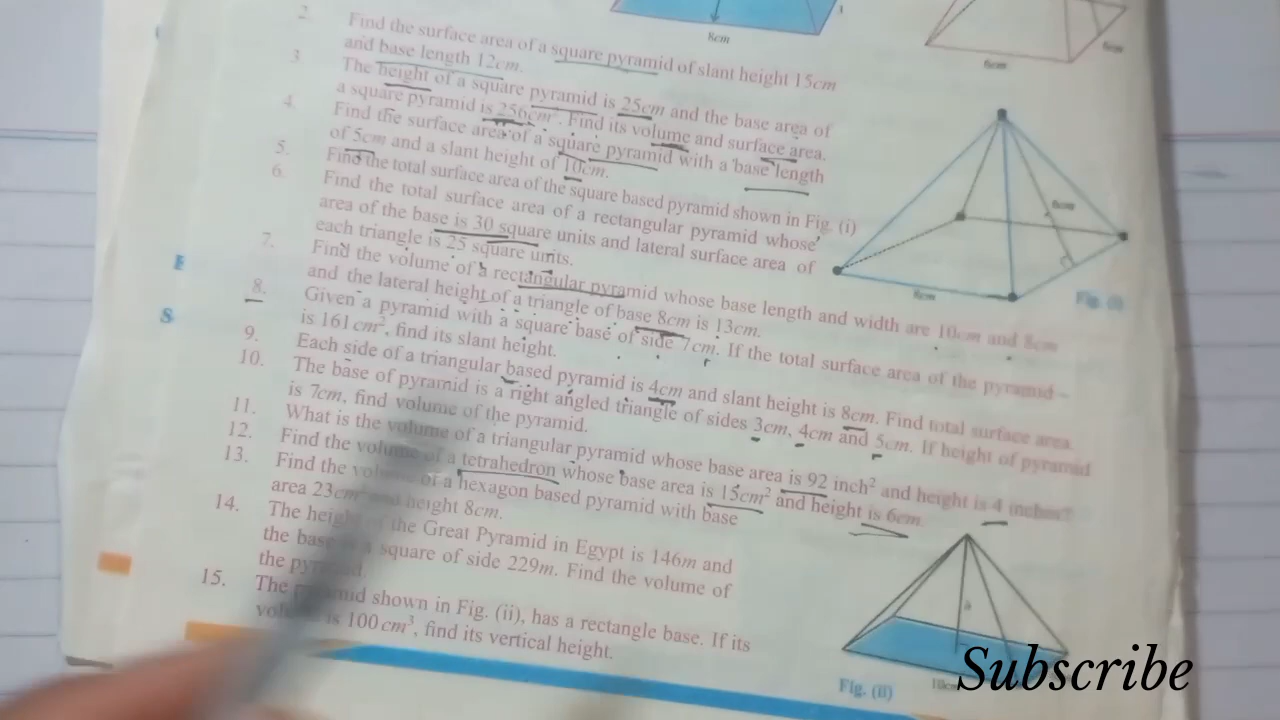 8cm
6cm
6cm
2. Find the surface area of a square pyramid of slant height 15cm
and base length 12cm.
3. The height of a square pyramid is 25cm and the base area of
a square pyramid is 256cm². Find its volume and surface area.
4. Find the surface area of a square pyramid with a base length
of 5cm and a slant height of 10cm.
5. Find the total surface area of the square based pyramid shown in Fig. (i)
6. Find the total surface area of a rectangular pyramid whose
area of the base is 30 square units and lateral surface area of
each triangle is 25 square units.
6cm
8cm
Fig. (i)
7. Find the volume of a rectangular pyramid whose base length and width are 10cm and 8cm
and the lateral height of a triangle of base 8cm is 13cm.
8. Given a pyramid with a square base of side 7cm. If the total surface area of the pyramid
is 161 cm², find its slant height.
9. Each side of a triangular based pyramid is 4cm and slant height is 8cm. Find total surface area.
10. The base of pyramid is a right angled triangle of sides 3cm, 4cm and 5cm. If height of pyramid
is 7cm, find volume of the pyramid.
11. What is the volume of a triangular pyramid whose base area is 92 inch² and height is 4 inches?
12. Find the volume of a tetrahedron whose base area is 15cm² and height is 6cm.
13. Find the of a hexagon based pyramid with base
area 23cm height 8cm.
14. The height the Great Pyramid in Egypt is 146m and
the base square of side 229m. Find the volume of
the
15. The shown in Fig. (ii), has a rectangle base. If its
is 100 cm³, find its vertical height.
Fig. (ii)
Subscribe